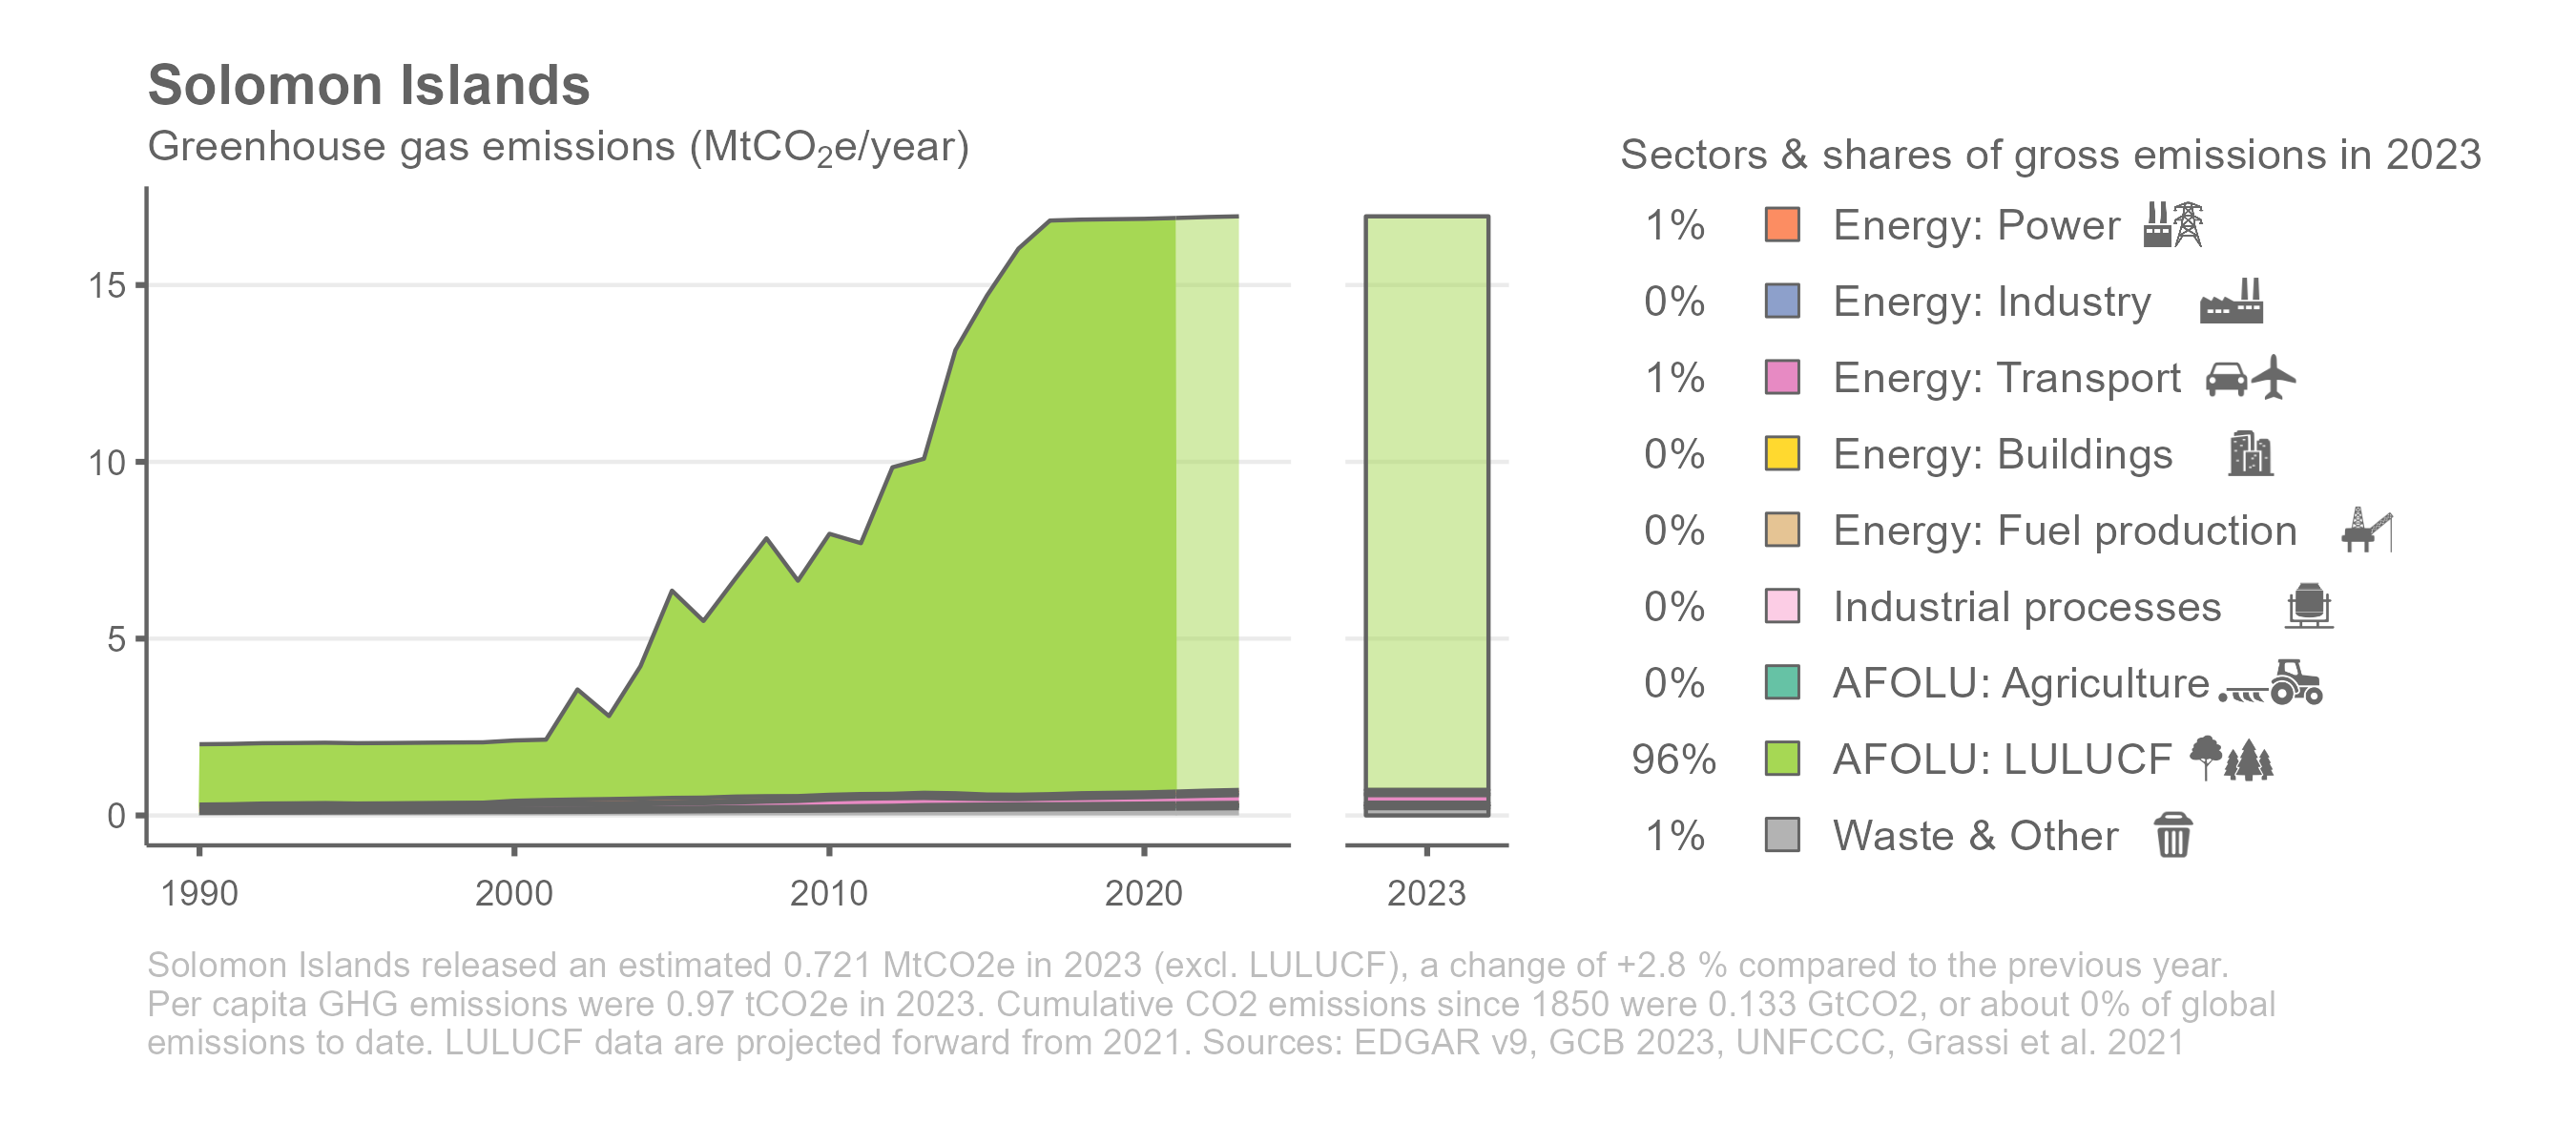 Solomon Islands
Greenhouse gas emissions (MtCO₂e/year)
15
10
5
0
1990 2000 2010 2020 2023
Sectors & shares of gross emissions in 2023
1% Energy: Power
0% Energy: Industry
1% Energy: Transport
0% Energy: Buildings
0% Energy: Fuel production
0% Industrial processes
0% AFOLU: Agriculture
96% AFOLU: LULUCF
1% Waste & Other
Solomon Islands released an estimated 0.721 MtCO2e in 2023 (excl. LULUCF), a change of +2.8 % compared to the previous year.
Per capita GHG emissions were 0.97 tCO2e in 2023. Cumulative CO2 emissions since 1850 were 0.133 GtCO2, or about 0% of global
emissions to date. LULUCF data are projected forward from 2021. Sources: EDGAR v9, GCB 2023, UNFCCC, Grassi et al. 2021